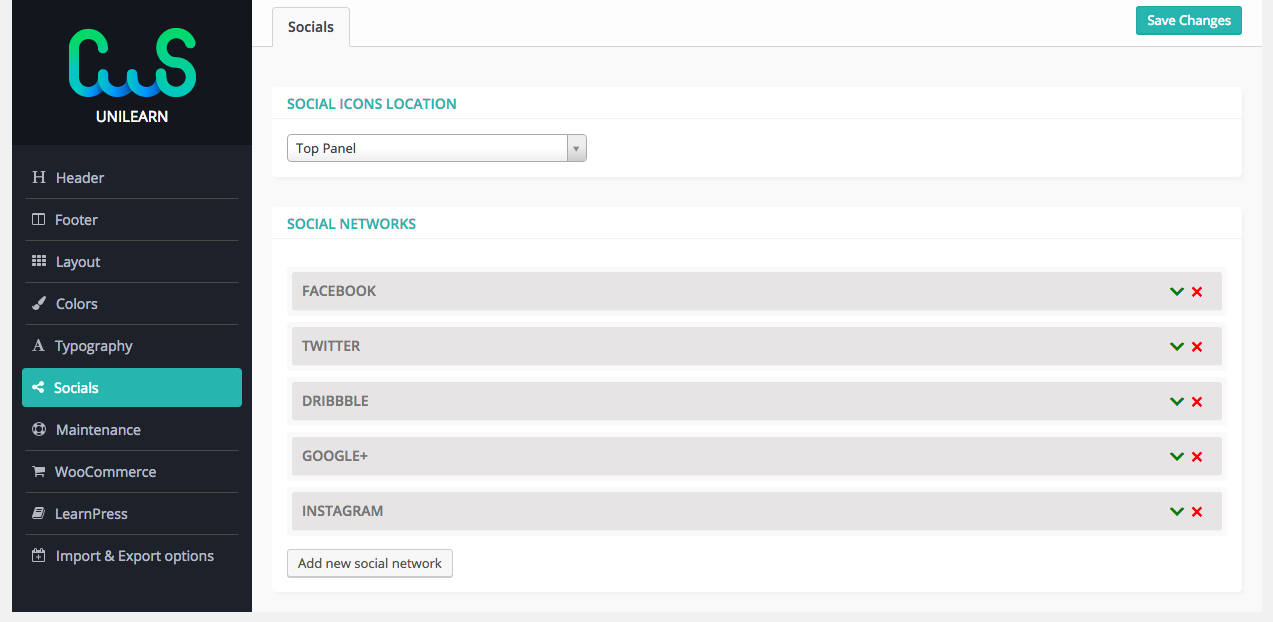 CWS
UNILEARN
Header
Footer
Layout
Colors
Typography
Socials
Maintenance
WooCommerce
LearnPress
Import & Export options
Socials
Save Changes
SOCIAL ICONS LOCATION
Top Panel
SOCIAL NETWORKS
FACEBOOK
TWITTER
DRIBBBLE
GOOGLE+
INSTAGRAM
Add new social network